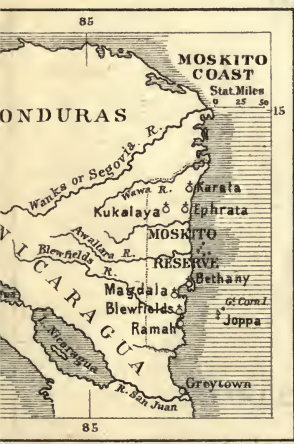 85
MOSKITO
COAST
Stat. Miles
0 25 50
ONDURAS
15
Wanks or Segovia R.
Wawa R.
Karata
Kukalaya
Ephrata
Awaltara R.
MOSKITO
Blewfields R.
RESERVE
NICARAGUA
Bethany
Magdala
Gt. Corn I.
Blewfields
Joppa
Ramah
Nicaragua
Greytown
R. San Juan
85